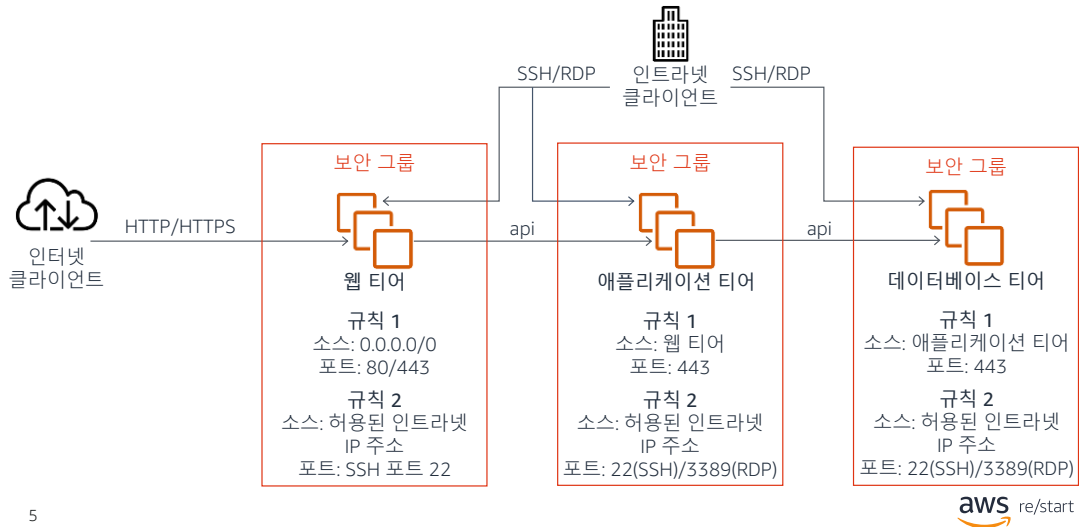 SSH/RDP
인트라넷
클라이언트
SSH/RDP
인터넷
클라이언트
HTTP/HTTPS
보안 그룹
웹 티어
규칙 1
소스: 0.0.0.0/0
포트: 80/443
규칙 2
소스: 허용된 인트라넷
IP 주소
포트: SSH 포트 22
api
보안 그룹
애플리케이션 티어
규칙 1
소스: 웹 티어
포트: 443
규칙 2
소스: 허용된 인트라넷
IP 주소
포트: 22(SSH)/3389(RDP)
api
보안 그룹
데이터베이스 티어
규칙 1
소스: 애플리케이션 티어
포트: 443
규칙 2
소스: 허용된 인트라넷
IP 주소
포트: 22(SSH)/3389(RDP)
5
aws re/start